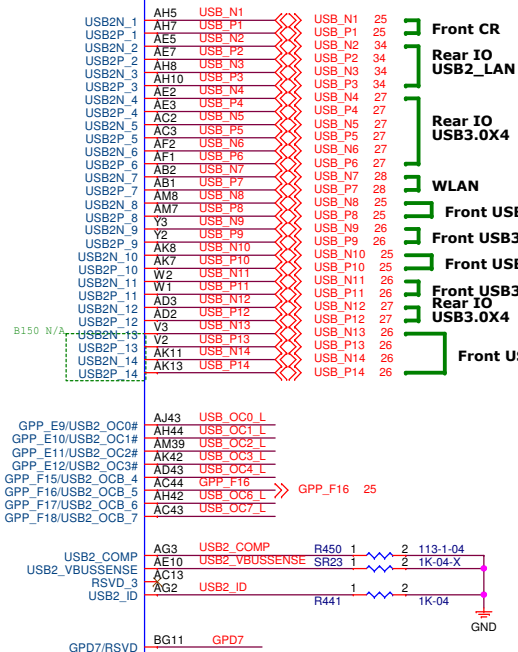 USB2N_1 AH5 USB_N1 USB_N1 25
USB2P_1 AH7 USB_P1 USB_P1 25 Front CR
USB2N_2 AE5 USB_N2 USB_N2 34
USB2P_2 AE7 USB_P2 USB_P2 34 Rear IO
USB2N_3 AH8 USB_N3 USB_N3 34 USB2_LAN
USB2P_3 AH10 USB_P3 USB_P3 34
USB2N_4 AE2 USB_N4 USB_N4 27
USB2P_4 AE3 USB_P4 USB_P4 27
USB2N_5 AC2 USB_N5 USB_N5 27 Rear IO
USB2P_5 AC3 USB_P5 USB_P5 27 USB3.0X4
USB2N_6 AF2 USB_N6 USB_N6 27
USB2P_6 AF1 USB_P6 USB_P6 27
USB2N_7 AB2 USB_N7 USB_N7 28
USB2P_7 AB1 USB_P7 USB_P7 28 WLAN
USB2N_8 AM8 USB_N8 USB_N8 25
USB2P_8 AM7 USB_P8 USB_P8 25 Front USB
USB2N_9 Y3 USB_N9 USB_N9 26
USB2P_9 Y2 USB_P9 USB_P9 26 Front USB3
USB2N_10 AK8 USB_N10 USB_N10 25
USB2P_10 AK7 USB_P10 USB_P10 25 Front USB
USB2N_11 W2 USB_N11 USB_N11 26
USB2P_11 W1 USB_P11 USB_P11 26 Front USB3
USB2N_12 AD3 USB_N12 USB_N12 27 Rear IO
USB2P_12 AD2 USB_P12 USB_P12 27 USB3.0X4
B150 N/A USB2N_13 V3 USB_N13 USB_N13 26
USB2P_13 V2 USB_P13 USB_P13 26
USB2N_14 AK11 USB_N14 USB_N14 26 Front US
USB2P_14 AK13 USB_P14 USB_P14 26
GPP_E9/USB2_OC0# AJ43 USB_OC0_L
GPP_E10/USB2_OC1# AH44 USB_OC1_L
GPP_E11/USB2_OC2# AM39 USB_OC2_L
GPP_E12/USB2_OC3# AK42 USB_OC3_L
GPP_F15/USB2_OCB_4 AD43 USB_OC4_L
GPP_F16/USB2_OCB_5 AC44 GPP_F16 GPP_F16 25
GPP_F17/USB2_OCB_6 AH42 USB_OC6_L
GPP_F18/USB2_OCB_7 AC43 USB_OC7_L
USB2_COMP AG3 USB2_COMP R450 1 2 113-1-04
USB2_VBUSSENSE AE10 USB2_VBUSSENSE SR23 1 2 1K-04-X
RSVD_3 AC13
USB2_ID AG2 USB2_ID R441 1 2 1K-04
GND
GPD7/RSVD BG11 GPD7